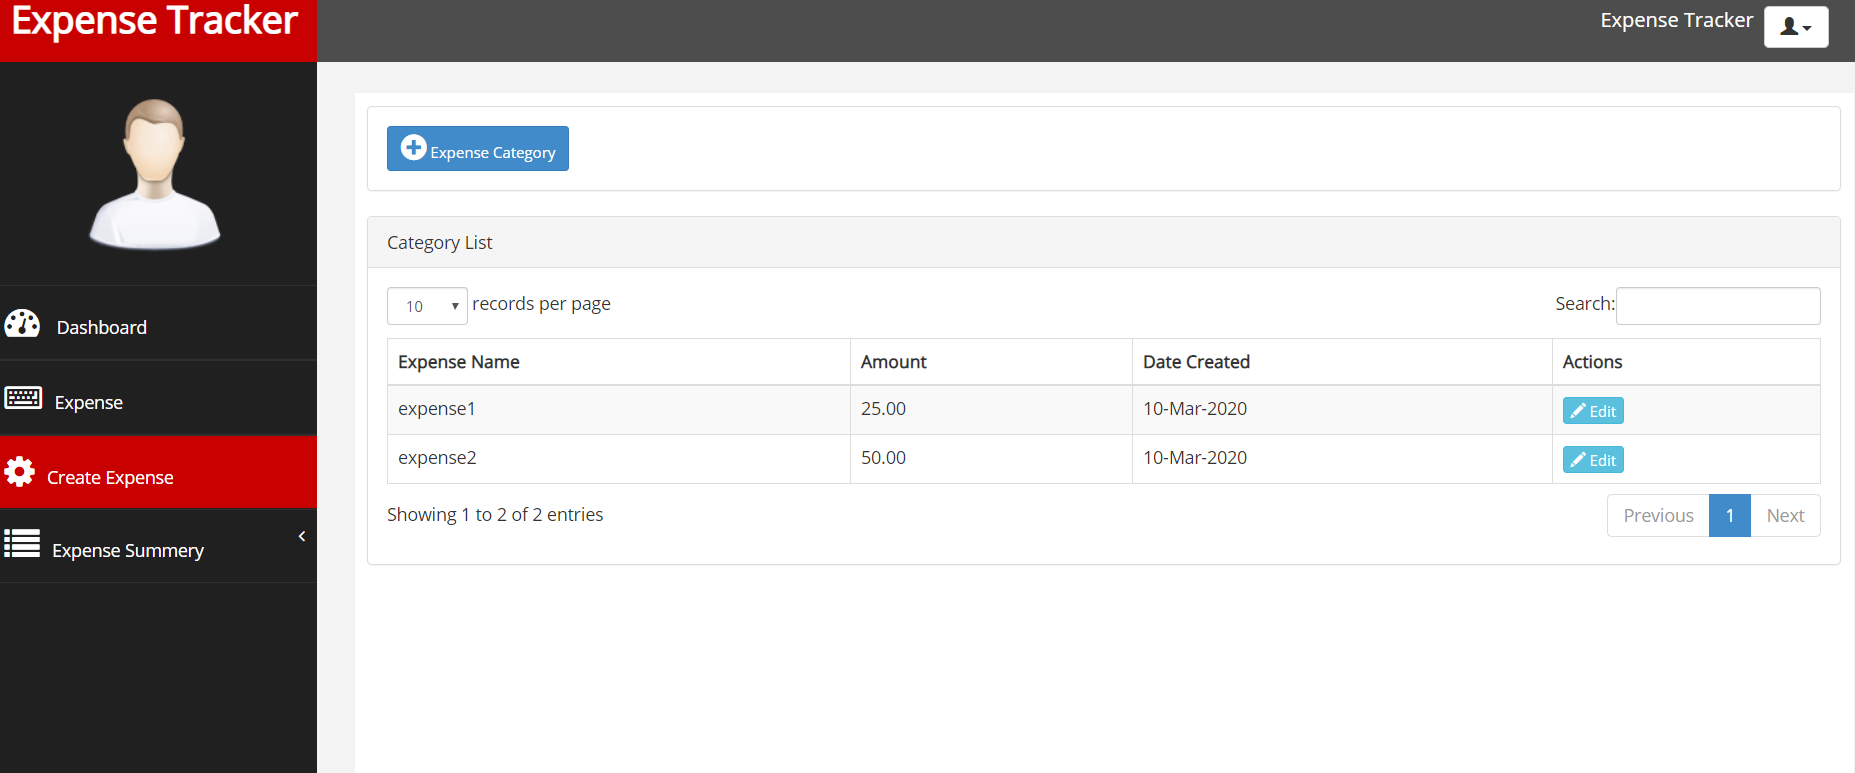 Expense Tracker
Expense Tracker
Dashboard
Expense
Create Expense
Expense Summery
Expense Category
Category List
10 records per page
Search:
Expense Name Amount Date Created Actions
expense1 25.00 10-Mar-2020 Edit
expense2 50.00 10-Mar-2020 Edit
Showing 1 to 2 of 2 entries
Previous 1 Next